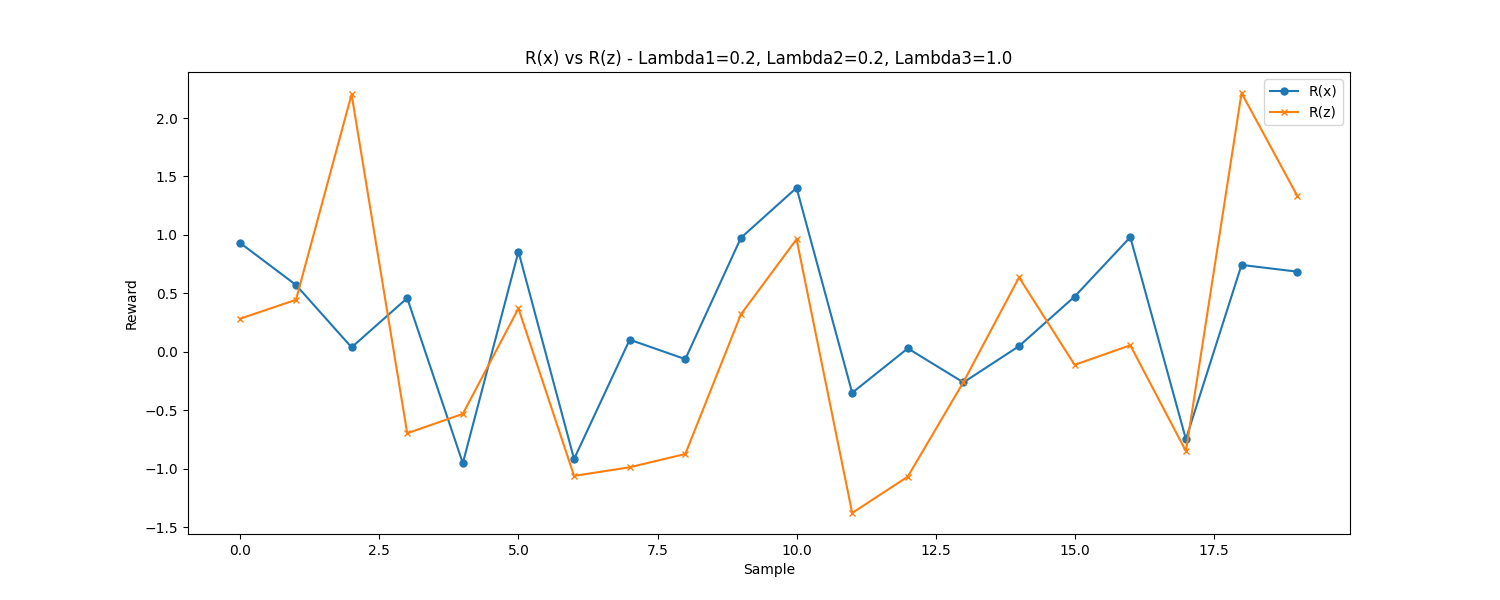 R(x) vs R(z) - Lambda1=0.2, Lambda2=0.2, Lambda3=1.0
R(x)
R(z)
Reward
2.0
1.5
1.0
0.5
0.0
−0.5
−1.0
−1.5
0.0 2.5 5.0 7.5 10.0 12.5 15.0 17.5
Sample